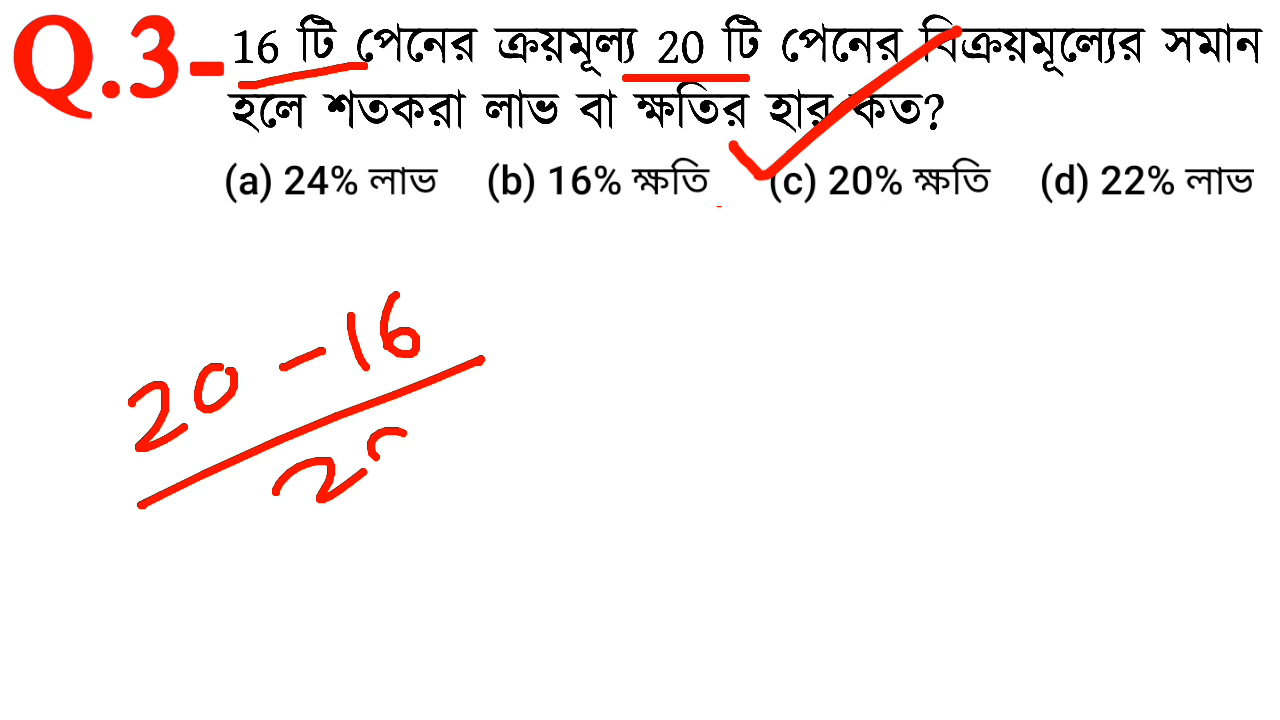 Q.3- 16 টি পেনের ক্রয়মূল্য 20 টি পেনের বিক্রয়মূল্যের সমান
হলে শতকরা লাভ বা ক্ষতির হার কত?
(a) 24% লাভ (b) 16% ক্ষতি (c) 20% ক্ষতি (d) 22% লাভ
20 - 16
20